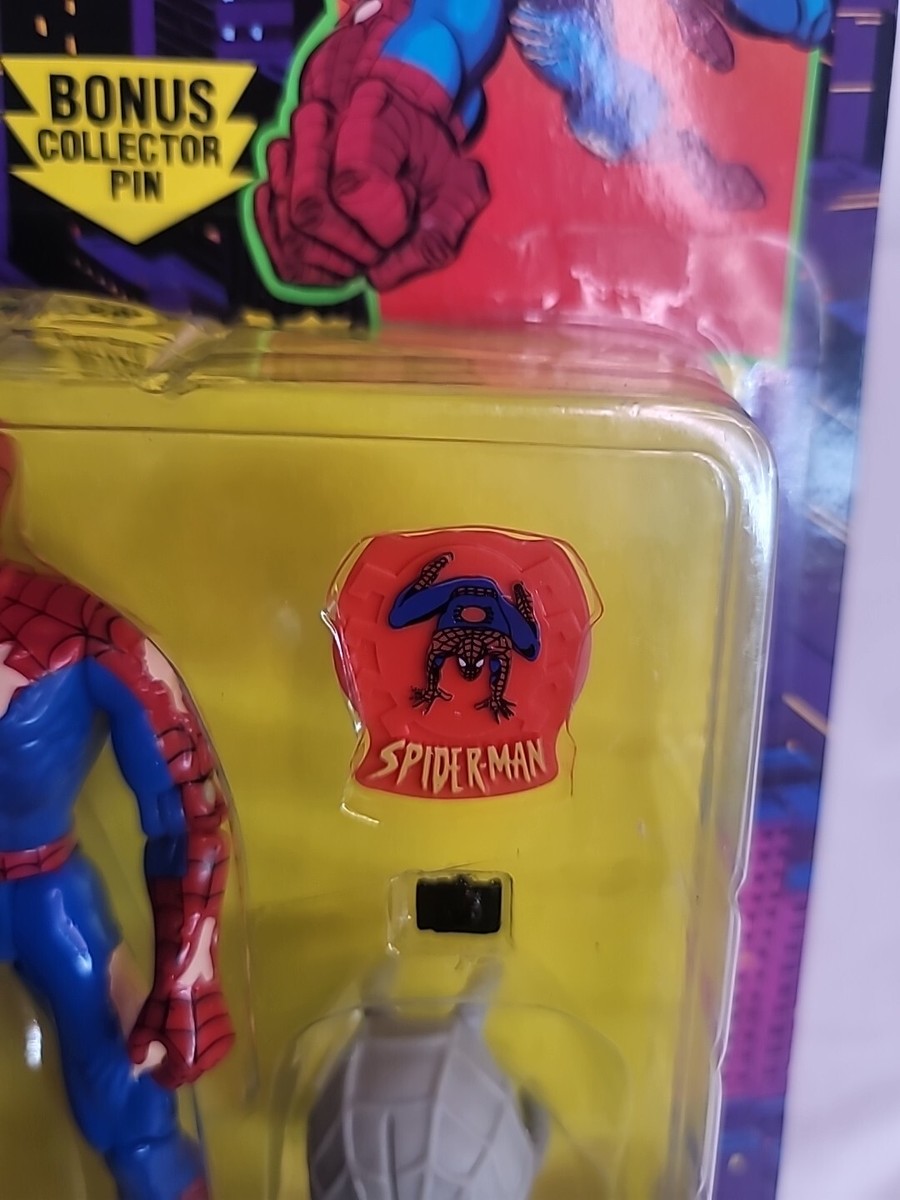 BONUS
COLLECTOR
PIN
SPIDER-MAN